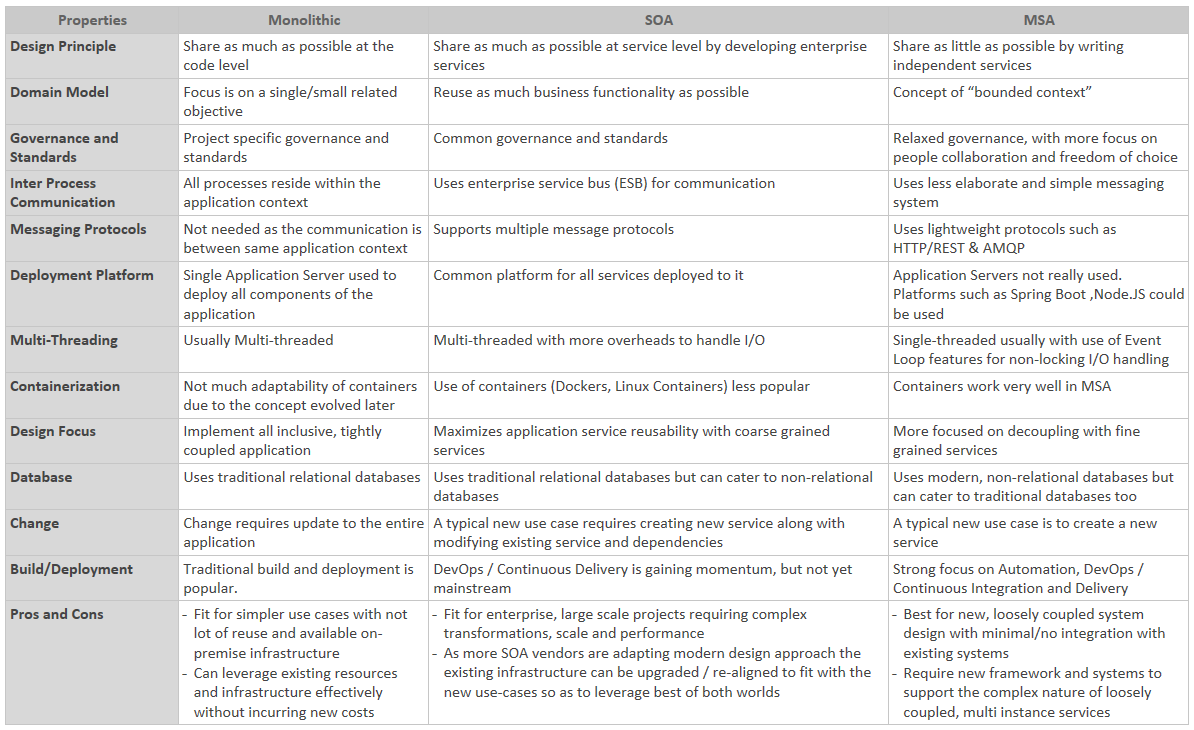 Properties Monolithic SOA MSA
Design Principle
Share as much as possible at the
code level
Share as much as possible at service level by developing enterprise
services
Share as little as possible by writing
independent services
Domain Model
Focus is on a single/small related
objective
Reuse as much business functionality as possible
Concept of “bounded context”
Governance and
Standards
Project specific governance and
standards
Common governance and standards
Relaxed governance, with more focus on
people collaboration and freedom of choice
Inter Process
Communication
All processes reside within the
application context
Uses enterprise service bus (ESB) for communication
Uses less elaborate and simple messaging
system
Messaging Protocols
Not needed as the communication is
between same application context
Supports multiple message protocols
Uses lightweight protocols such as
HTTP/REST & AMQP
Deployment Platform
Single Application Server used to
deploy all components of the
application
Common platform for all services deployed to it
Application Servers not really used.
Platforms such as Spring Boot ,Node.JS could
be used
Multi-Threading
Usually Multi-threaded
Multi-threaded with more overheads to handle I/O
Single-threaded usually with use of Event
Loop features for non-locking I/O handling
Containerization
Not much adaptability of containers
due to the concept evolved later
Use of containers (Dockers, Linux Containers) less popular
Containers work very well in MSA
Design Focus
Implement all inclusive, tightly
coupled application
Maximizes application service reusability with coarse grained
services
More focused on decoupling with fine
grained services
Database
Uses traditional relational databases
Uses traditional relational databases but can cater to non-relational
databases
Uses modern, non-relational databases but
can cater to traditional databases too
Change
Change requires update to the entire
application
A typical new use case requires creating new service along with
modifying existing service and dependencies
A typical new use case is to create a new
service
Build/Deployment
Traditional build and deployment is
popular.
DevOps / Continuous Delivery is gaining momentum, but not yet
mainstream
Strong focus on Automation, DevOps /
Continuous Integration and Delivery
Pros and Cons
- Fit for simpler use cases with not
lot of reuse and available on-
premise infrastructure
- Can leverage existing resources
and infrastructure effectively
without incurring new costs
- Fit for enterprise, large scale projects requiring complex
transformations, scale and performance
- As more SOA vendors are adapting modern design approach the
existing infrastructure can be upgraded / re-aligned to fit with the
new use-cases so as to leverage best of both worlds
- Best for new, loosely coupled system
design with minimal/no integration with
existing systems
- Require new framework and systems to
support the complex nature of loosely
coupled, multi instance services